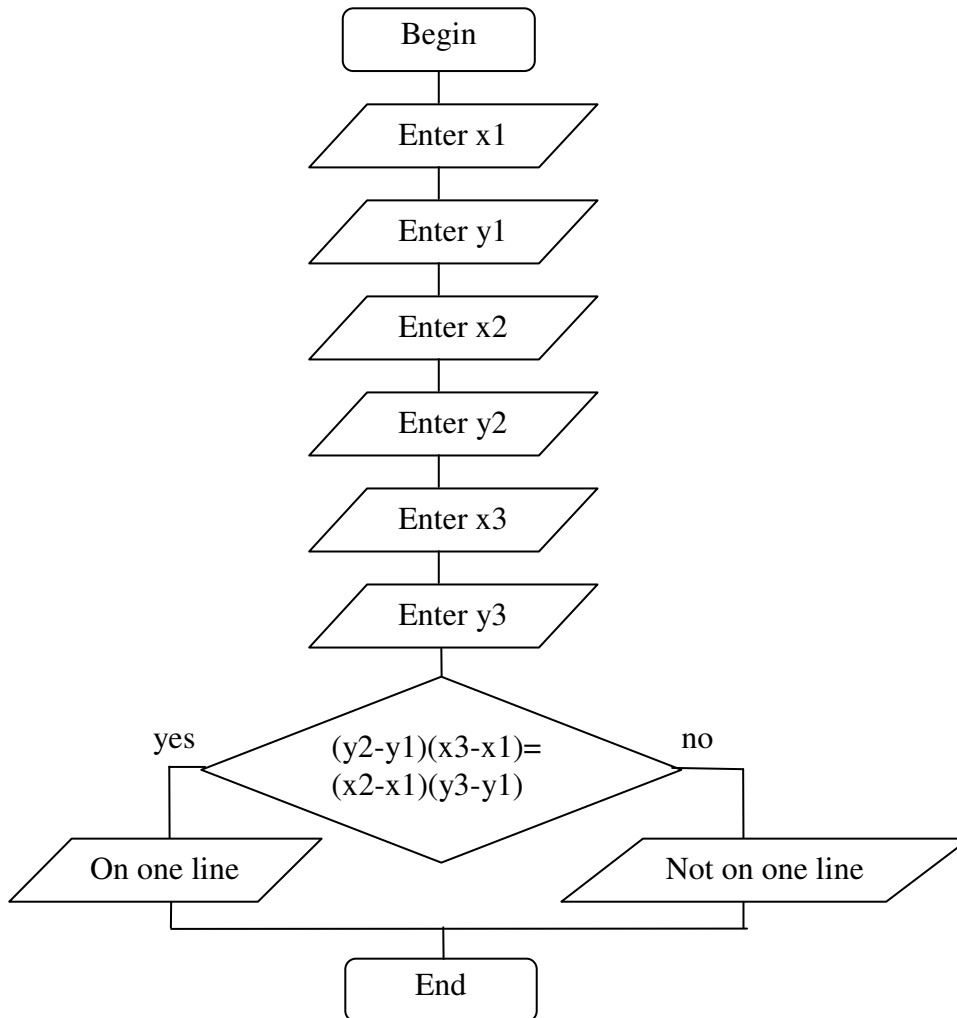 Begin
Enter x1
Enter y1
Enter x2
Enter y2
Enter x3
Enter y3
(y2-y1)(x3-x1)=
(x2-x1)(y3-y1)
yes
no
On one line
Not on one line
End